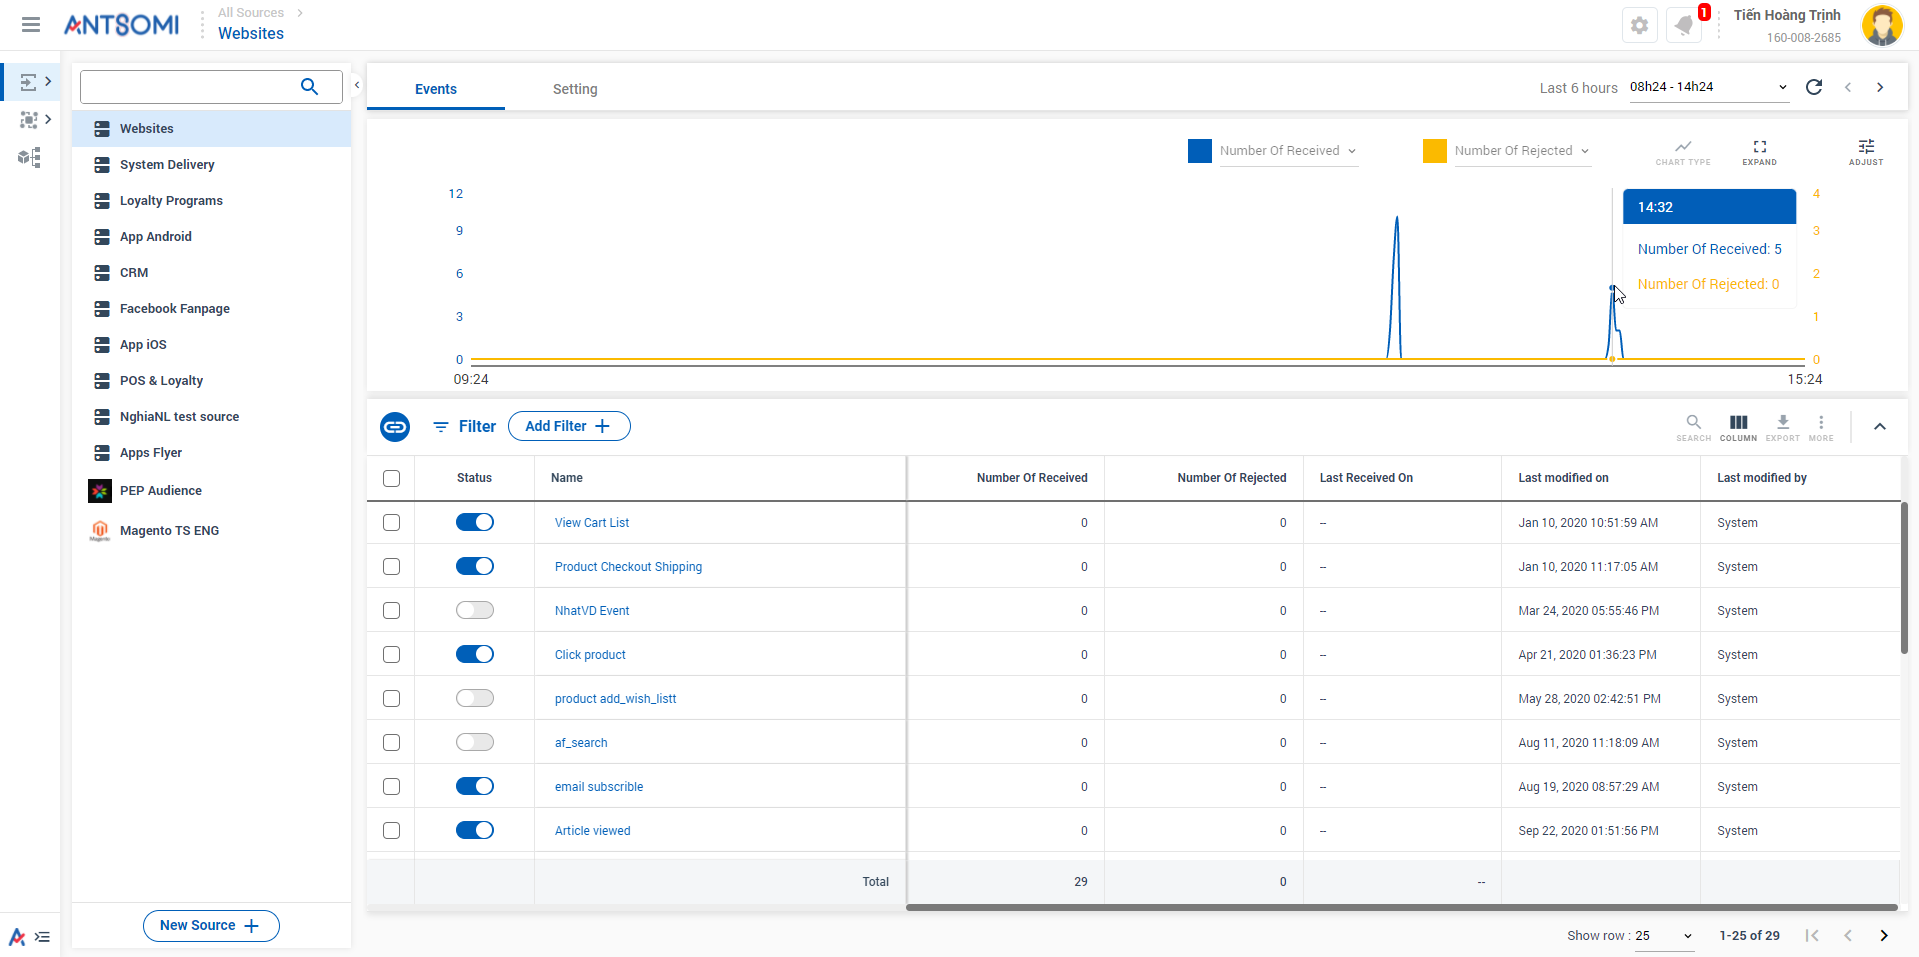 ANTSOMI
All Sources
Websites
1
Tiến Hoàng Trịnh
160-008-2685
Websites
System Delivery
Loyalty Programs
App Android
CRM
Facebook Fanpage
App iOS
POS & Loyalty
NghiaNL test source
Apps Flyer
PEP Audience
Magento TS ENG
New Source
Events
Setting
Last 6 hours
08h24 - 14h24
Number Of Received
Number Of Rejected
CHART TYPE
EXPAND
ADJUST
12
9
6
3
0
4
3
2
1
0
14:32
Number Of Received: 5
Number Of Rejected: 0
09:24
15:24
Filter
Add Filter
SEARCH
COLUMN
EXPORT
MORE
Status Name Number Of Received Number Of Rejected Last Received On Last modified on Last modified by
View Cart List 0 0 -- Jan 10, 2020 10:51:59 AM System
Product Checkout Shipping 0 0 -- Jan 10, 2020 11:17:05 AM System
NhatVD Event 0 0 -- Mar 24, 2020 05:55:46 PM System
Click product 0 0 -- Apr 21, 2020 01:36:23 PM System
product add_wish_listt 0 0 -- May 28, 2020 02:42:51 PM System
af_search 0 0 -- Aug 11, 2020 11:18:09 AM System
email subscrible 0 0 -- Aug 19, 2020 08:57:29 AM System
Article viewed 0 0 -- Sep 22, 2020 01:51:56 PM System
Total 29 0 --
Show row : 25
1-25 of 29